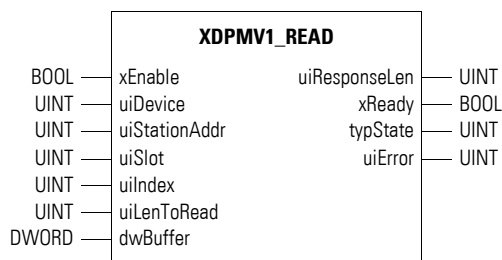 XDPMV1_READ
BOOL xEnable uiResponseLen UINT
UINT uiDevice xReady BOOL
UINT uiStationAddr typState UINT
UINT uiSlot uiError UINT
UINT uiIndex
UINT uiLenToRead
DWORD dwBuffer